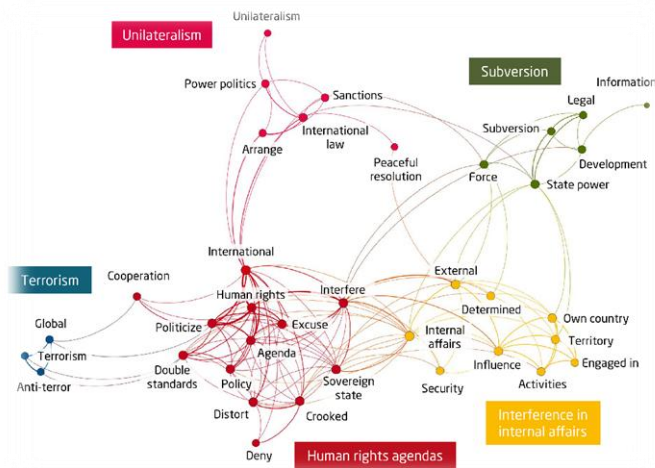 Unilateralism
Unilateralism
Subversion
Information
Power politics
Sanctions
Legal
International
law
Subversion
Arrange
Peaceful
resolution
Force
Development
State power
International
External
Terrorism
Cooperation
Human rights
Interfere
Determined
Own country
Global
Politicize
Excuse
Internal
affairs
Territory
Terrorism
Agenda
Influence
Engaged in
Anti-terror
Double
standards
Policy
Sovereign
state
Security
Activities
Distort
Crooked
Interference in
internal affairs
Deny
Human rights agendas